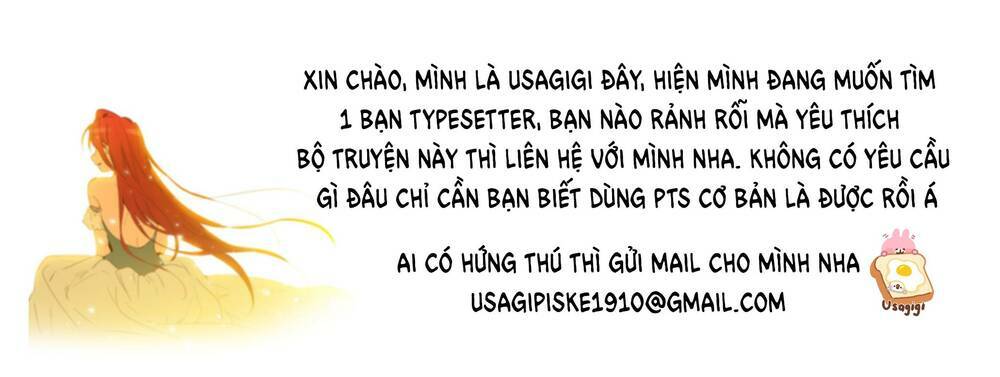 XIN CHÀO, MÌNH LÀ USAGIGI ĐÂY, HIỆN MÌNH ĐANG MUỐN TÌM
1 BẠN TYPESETTER, BẠN NÀO RẢNH RỖI MÀ YÊU THÍCH
BỘ TRUYỆN NÀY THÌ LIÊN HỆ VỚI MÌNH NHA. KHÔNG CÓ YÊU CẦU
GÌ ĐÂU CHỈ CẦN BẠN BIẾT DÙNG PTS CƠ BẢN LÀ ĐƯỢC RỒI Á
AI CÓ HỨNG THÚ THÌ GỬI MAIL CHO MÌNH NHA
USAGIPISKE1910@GMAIL.COM
Usagigi